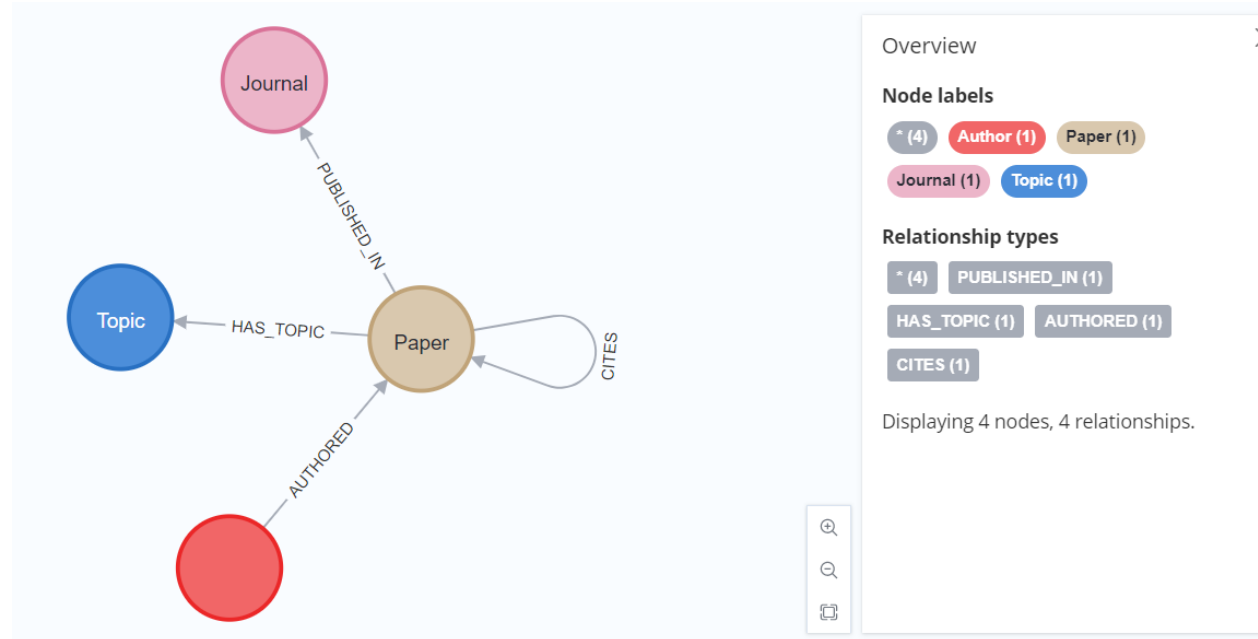 Journal
PUBLISHED_IN
Topic
HAS_TOPIC
Paper
CITES
AUTHORED
Overview
Node labels
* (4) Author (1) Paper (1)
Journal (1) Topic (1)
Relationship types
* (4) PUBLISHED_IN (1)
HAS_TOPIC (1) AUTHORED (1)
CITES (1)
Displaying 4 nodes, 4 relationships.